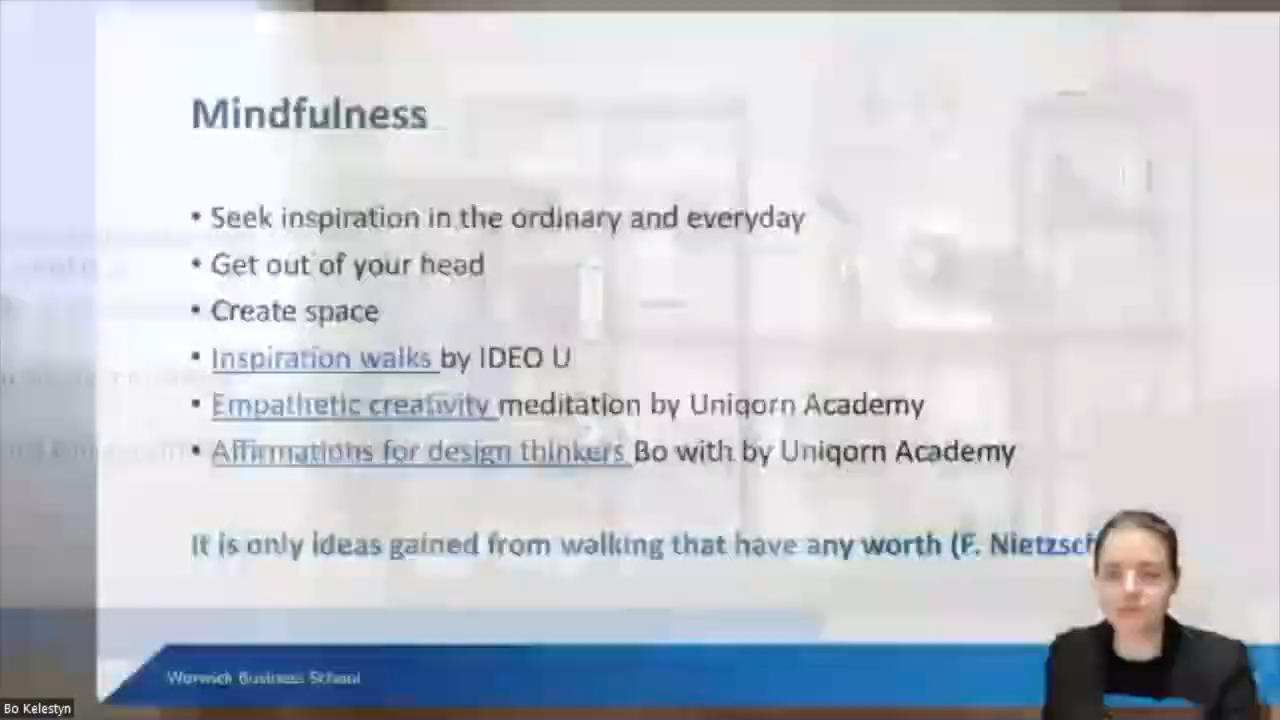 Mindfulness
• Seek inspiration in the ordinary and everyday
• Get out of your head
• Create space
• Inspiration walks by IDEO U
• Empathetic creativity meditation by Uniqorn Academy
• Affirmations for design thinkers Bo with by Uniqorn Academy
It is only ideas gained from walking that have any worth (F. Nietzsch
Warwick Business School
Bo Kelestyn